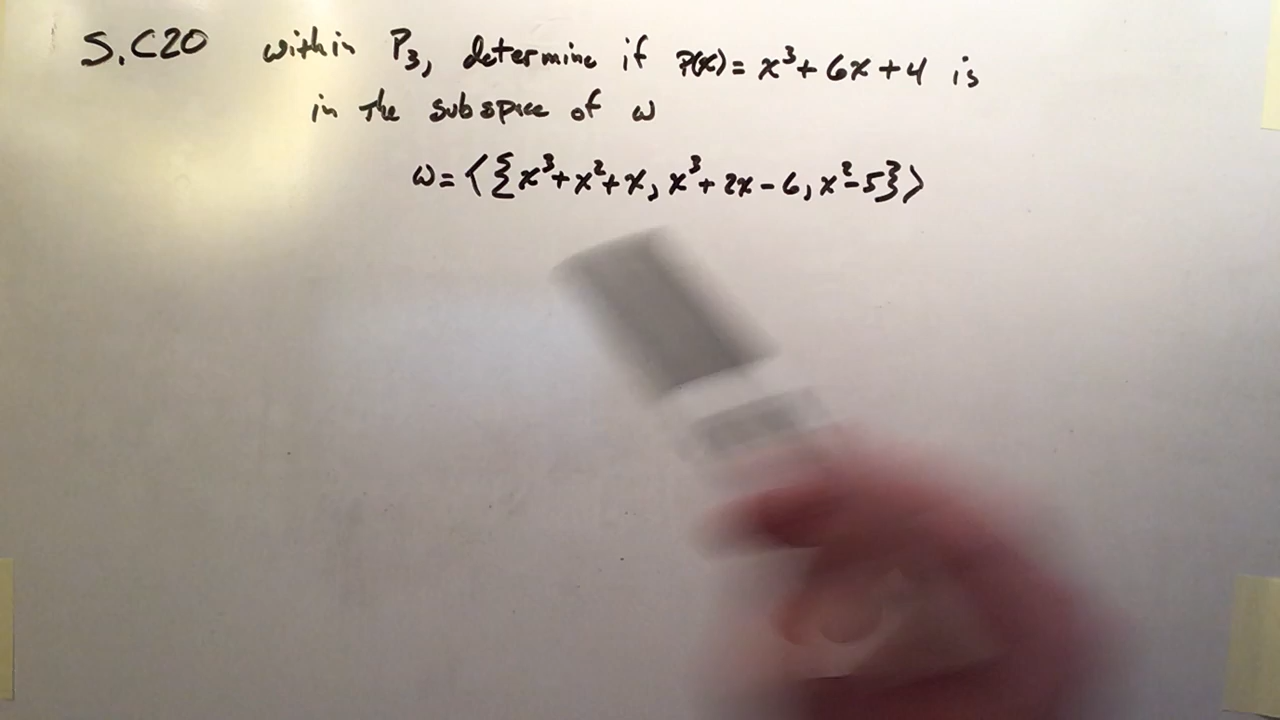 S.C20 within P₃, determine if P(x) = x³ + 6x + 4 is
in the subspace of W
W = ⟨{x³ + x² + x, x³ + 2x - 6, x² - 5}⟩